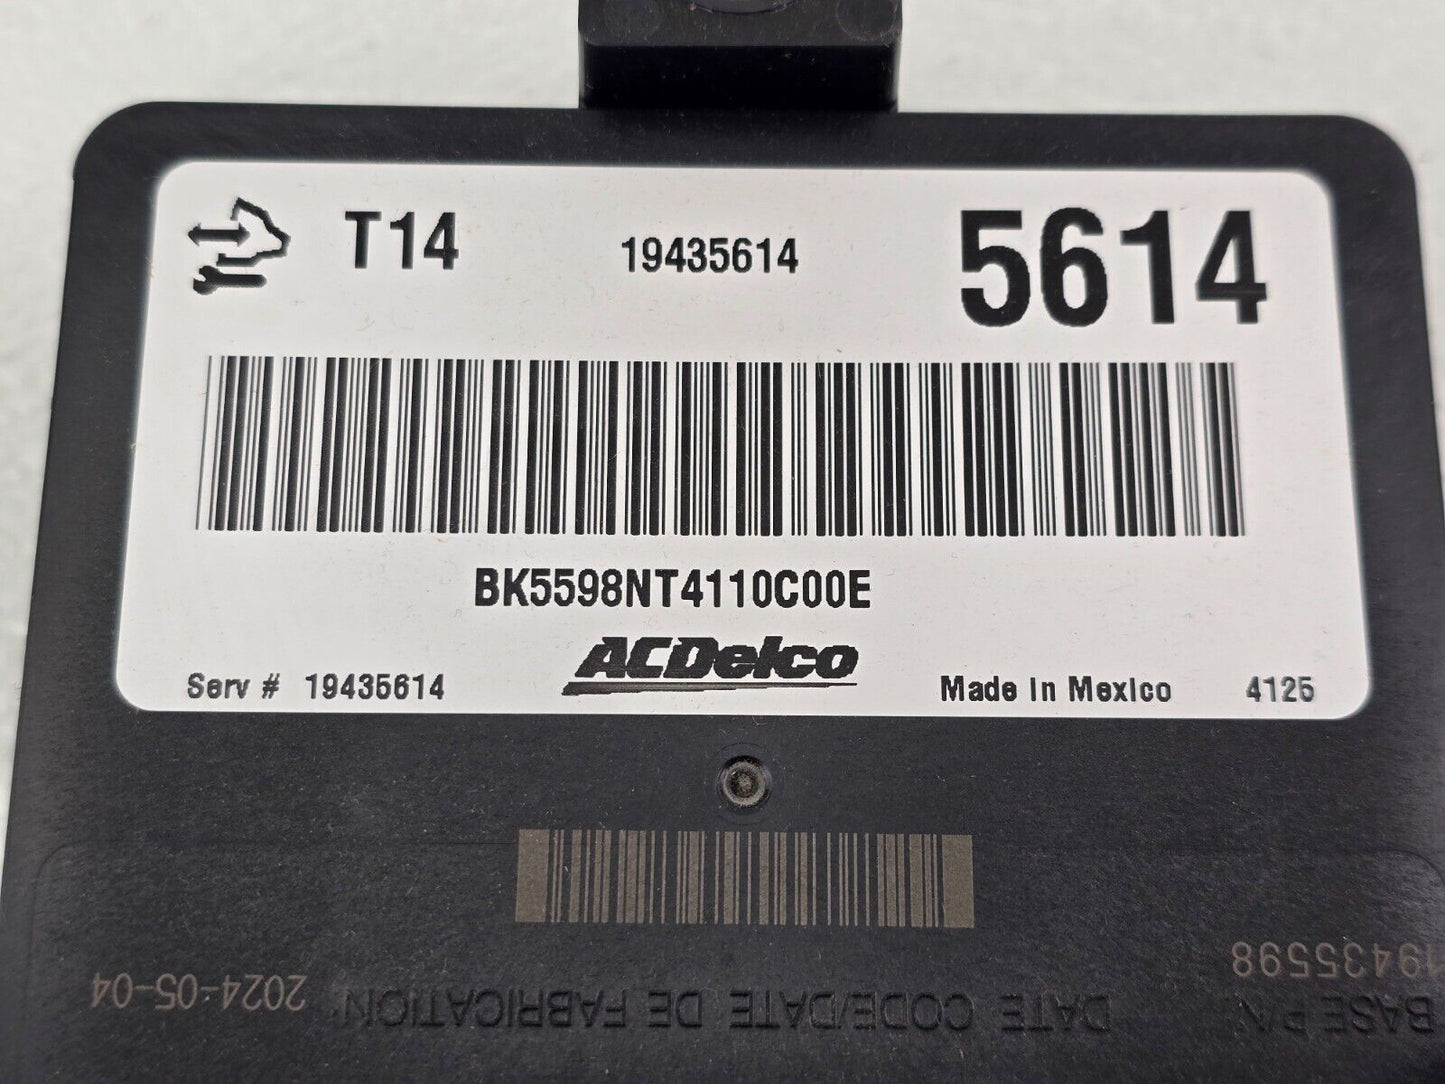 T14 19435614 5614
BK5598NT4110C00E
ACDelco
Serv # 19435614 Made in Mexico 4125
BASE P/N 19435598
DATE CODE/DATE DE FABRICATION 2024-05-04